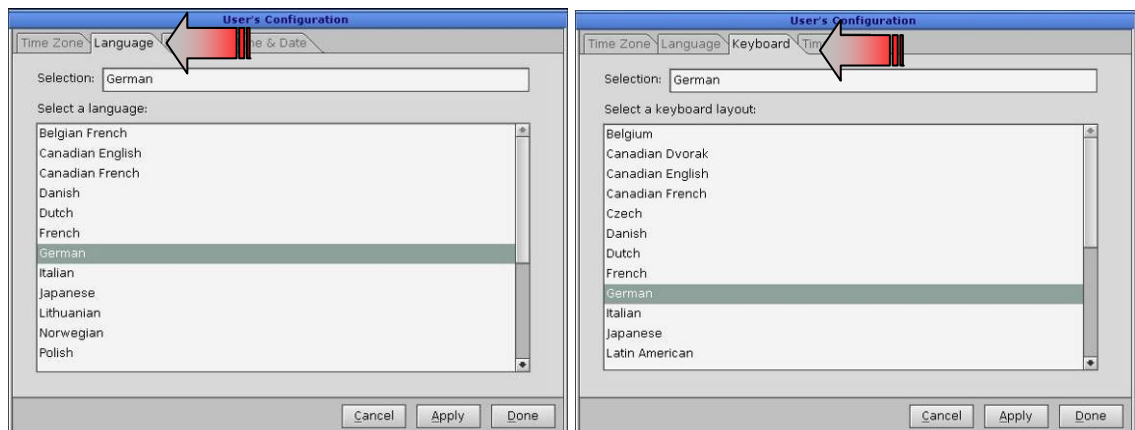 User's Configuration
Time Zone Language e & Date
Selection: German
Select a language:
Belgian French
Canadian English
Canadian French
Danish
Dutch
French
German
Italian
Japanese
Lithuanian
Norwegian
Polish
Cancel Apply Done
User's Configuration
Time Zone Language Keyboard Tim
Selection: German
Select a keyboard layout:
Belgium
Canadian Dvorak
Canadian English
Canadian French
Czech
Danish
Dutch
French
German
Italian
Japanese
Latin American
Cancel Apply Done